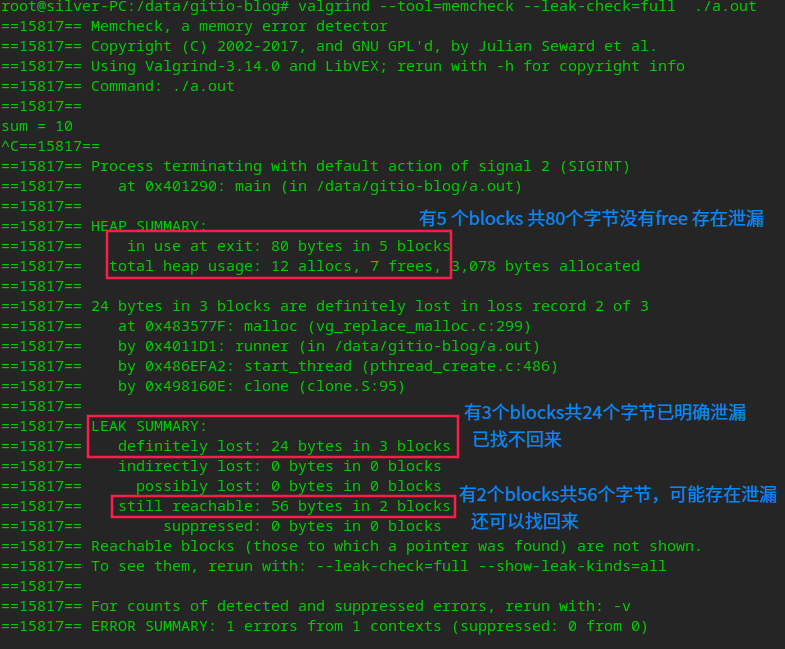 root@silver-PC:/data/gitio-blog# valgrind --tool=memcheck --leak-check=full  ./a.out
==15817== Memcheck, a memory error detector
==15817== Copyright (C) 2002-2017, and GNU GPL'd, by Julian Seward et al.
==15817== Using Valgrind-3.14.0 and LibVEX; rerun with -h for copyright info
==15817== Command: ./a.out
==15817==
sum = 10
^C==15817==
==15817== Process terminating with default action of signal 2 (SIGINT)
==15817==    at 0x401290: main (in /data/gitio-blog/a.out)
==15817==
有5 个blocks 共80个字节没有free 存在泄漏
==15817== HEAP SUMMARY:
==15817==     in use at exit: 80 bytes in 5 blocks
==15817==   total heap usage: 12 allocs, 7 frees, 3,078 bytes allocated
==15817==
==15817== 24 bytes in 3 blocks are definitely lost in loss record 2 of 3
==15817==    at 0x483577F: malloc (vg_replace_malloc.c:299)
==15817==    by 0x4011D1: runner (in /data/gitio-blog/a.out)
==15817==    by 0x486EFA2: start_thread (pthread_create.c:486)
==15817==    by 0x498160E: clone (clone.S:95)
==15817==
有3个blocks共24个字节已明确泄漏
==15817== LEAK SUMMARY:
已找不回来
==15817==    definitely lost: 24 bytes in 3 blocks
==15817==    indirectly lost: 0 bytes in 0 blocks
==15817==      possibly lost: 0 bytes in 0 blocks
有2个blocks共56个字节，可能存在泄漏
==15817==    still reachable: 56 bytes in 2 blocks
还可以找回来
==15817==         suppressed: 0 bytes in 0 blocks
==15817== Reachable blocks (those to which a pointer was found) are not shown.
==15817== To see them, rerun with: --leak-check=full --show-leak-kinds=all
==15817==
==15817== For counts of detected and suppressed errors, rerun with: -v
==15817== ERROR SUMMARY: 1 errors from 1 contexts (suppressed: 0 from 0)